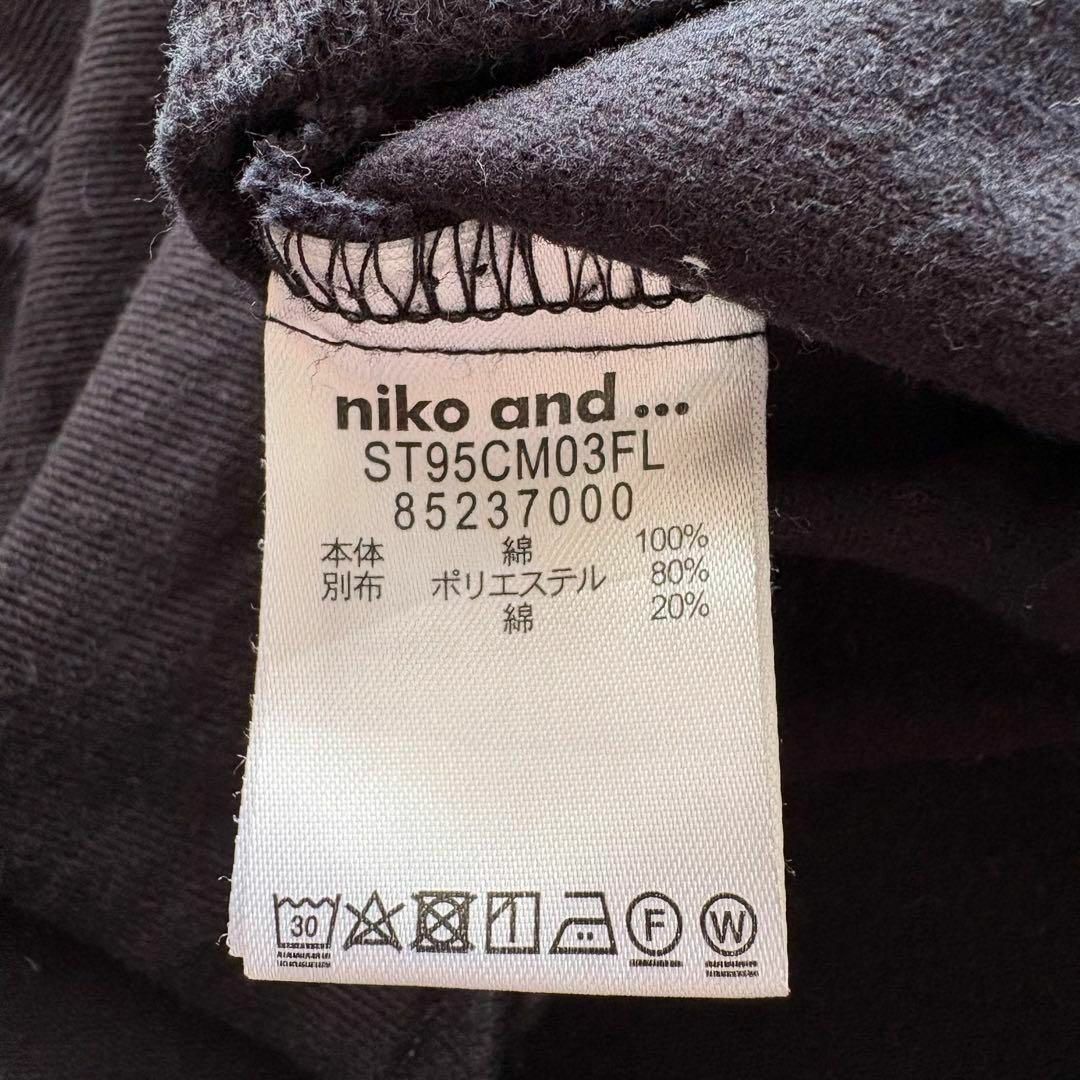 niko and ...
ST95CM03FL
85237000
本体 綿 100%
別布 ポリエステル 80%
綿 20%
30 F W